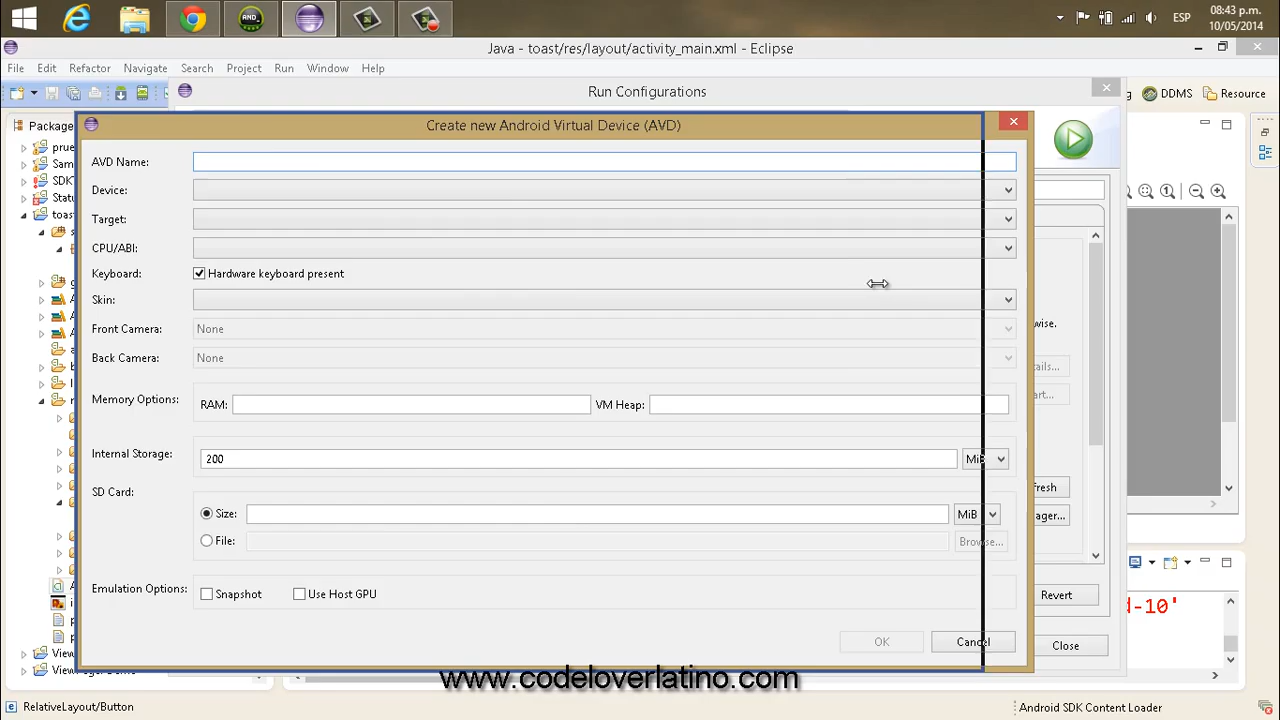 08:43 p.m.
ESP
10/05/2014
Java - toast/res/layout/activity_main.xml - Eclipse
File Edit Refactor Navigate Search Project Run Window Help
Run Configurations
DDMS Resource
Create new Android Virtual Device (AVD)
AVD Name:
Device:
Target:
CPU/ABI:
Keyboard: Hardware keyboard present
Skin:
Front Camera: None
Back Camera: None
Memory Options: RAM: VM Heap:
Internal Storage: 200 MiB
SD Card:
Size: MiB
File: Browse...
Emulation Options: Snapshot Use Host GPU
OK Cancel
Revert
Close
www.codeloverlatino.com
RelativeLayout/Button
Android SDK Content Loader